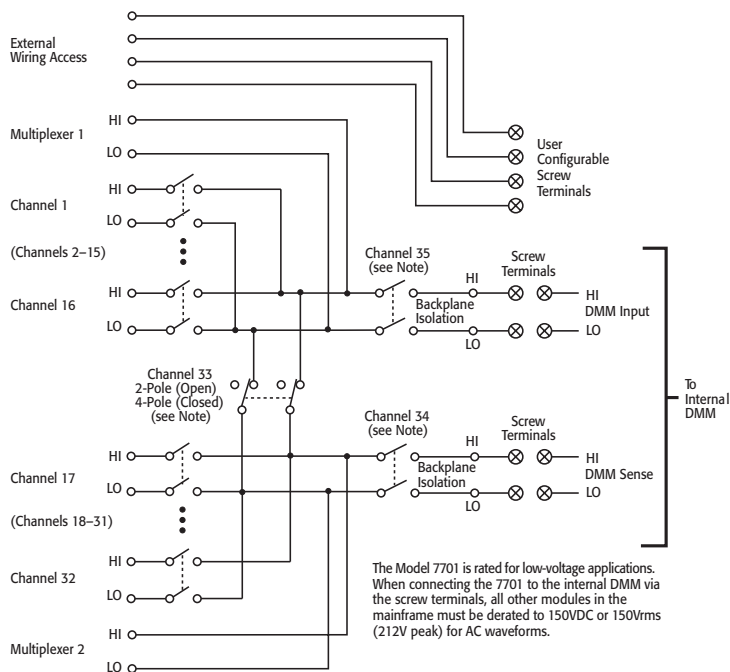 External
Wiring Access
Multiplexer 1
HI
LO
User
Configurable
Screw
Terminals
Channel 1
HI
LO
(Channels 2–15)
Channel 16
HI
LO
Channel 35
(see Note)
HI
Backplane
Isolation
LO
Screw
Terminals
HI
DMM Input
LO
Channel 33
2-Pole (Open)
4-Pole (Closed)
(see Note)
To
Internal
DMM
Channel 17
HI
LO
(Channels 18–31)
Channel 34
(see Note)
HI
Backplane
Isolation
LO
Screw
Terminals
HI
DMM Sense
LO
Channel 32
HI
LO
Multiplexer 2
HI
LO
The Model 7701 is rated for low-voltage applications.
When connecting the 7701 to the internal DMM via
the screw terminals, all other modules in the
mainframe must be derated to 150VDC or 150Vrms
(212V peak) for AC waveforms.